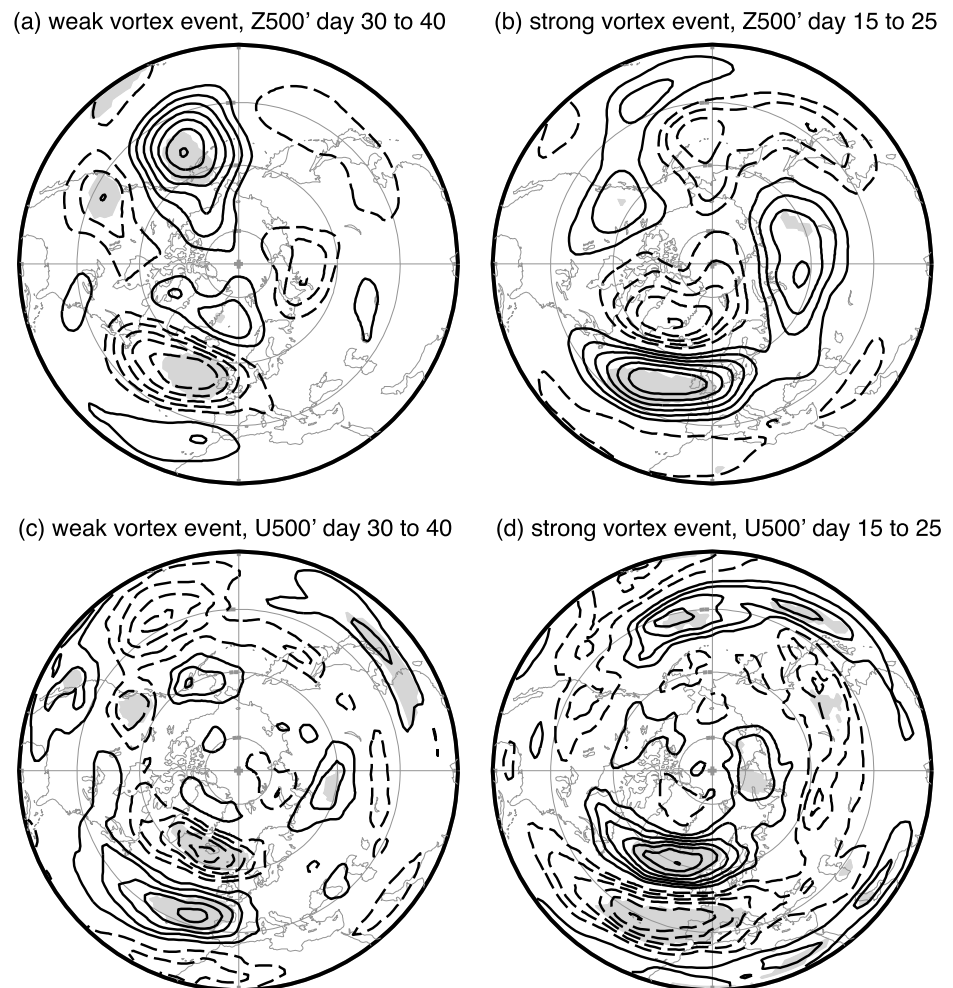 (a) weak vortex event, Z500’ day 30 to 40
(b) strong vortex event, Z500’ day 15 to 25
(c) weak vortex event, U500’ day 30 to 40
(d) strong vortex event, U500’ day 15 to 25